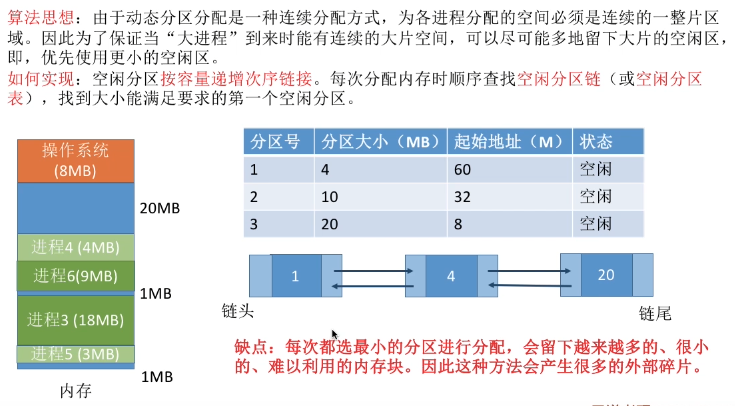 算法思想：由于动态分区分配是一种连续分配方式，为各进程分配的空间必须是连续的一整片区
域。因此为了保证当“大进程”到来时能有连续的大片空间，可以尽可能多地留下大片的空闲区，
即，优先使用更小的空闲区。
如何实现：空闲分区按容量递增次序链接。每次分配内存时顺序查找空闲分区链（或空闲分区
表），找到大小能满足要求的第一个空闲分区。
操作系统
(8MB)
20MB
进程4 (4MB)
进程6(9MB)
1MB
进程3 (18MB)
进程5 (3MB)
1MB
内存
分区号 分区大小（MB） 起始地址（M） 状态
1 4 60 空闲
2 10 32 空闲
3 20 8 空闲
1 4 20
链头 链尾
缺点：每次都选最小的分区进行分配，会留下越来越多的、很小
的、难以利用的内存块。因此这种方法会产生很多的外部碎片。